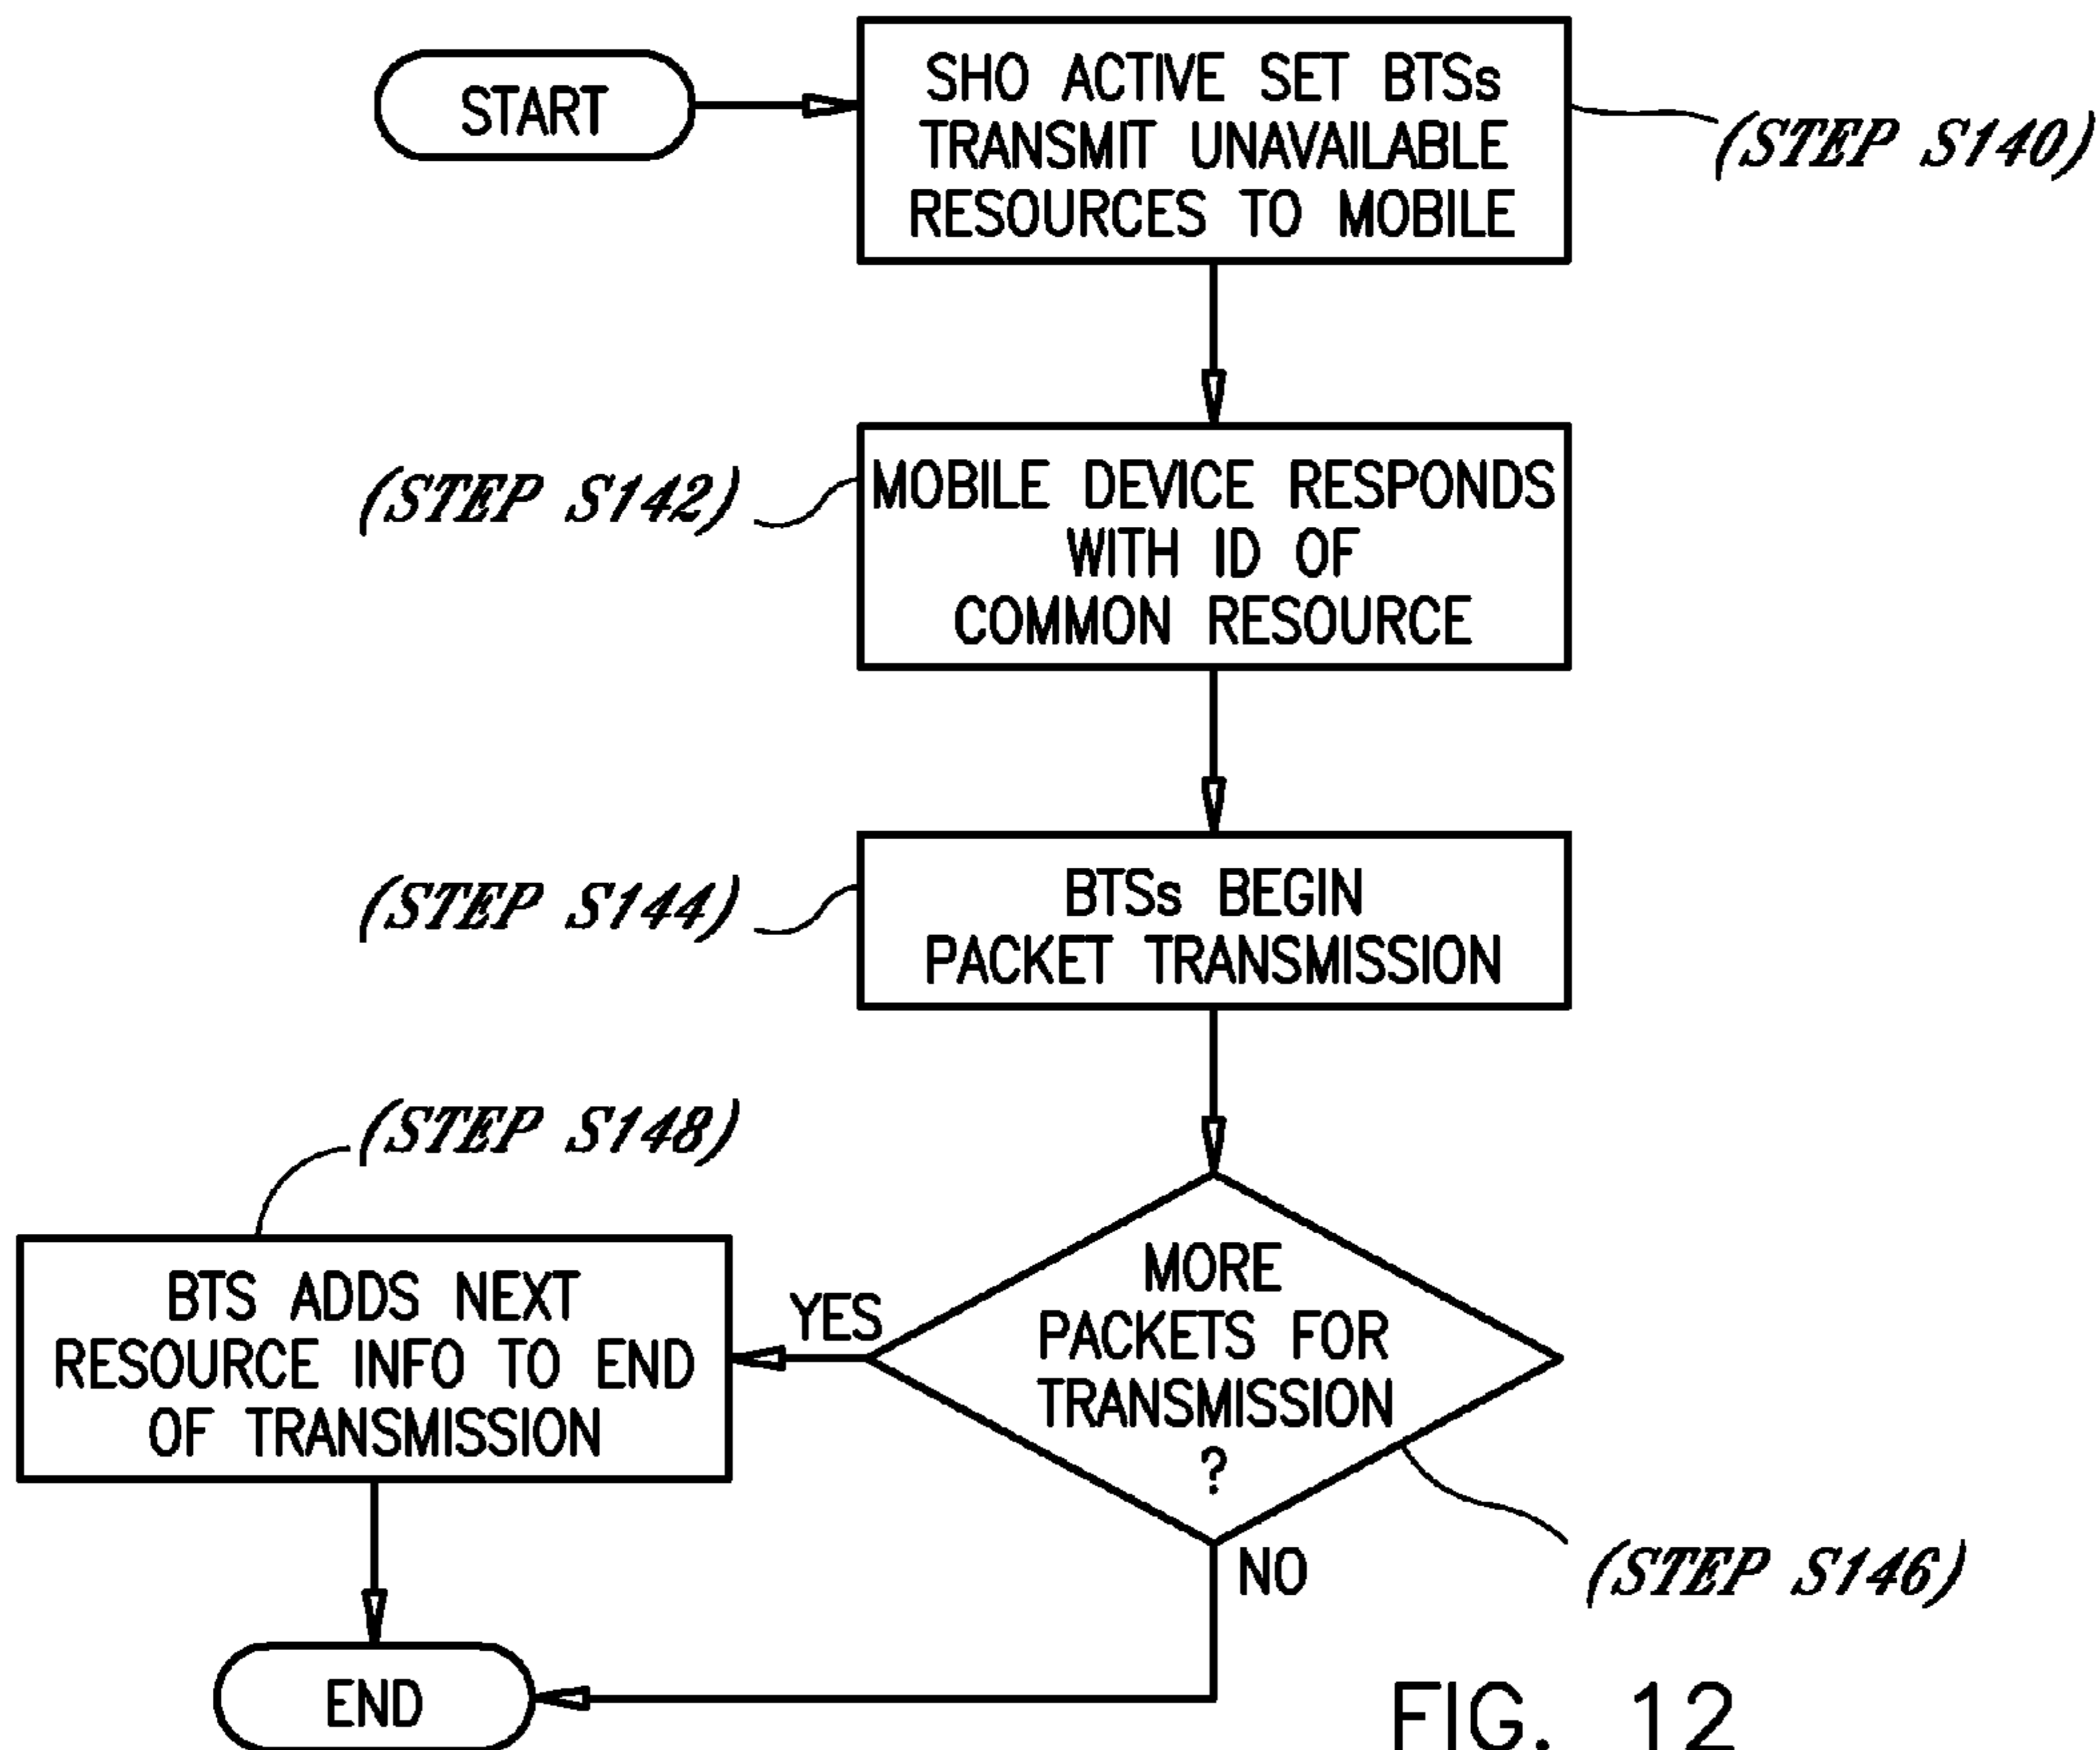 START
SHO ACTIVE SET BTSs
TRANSMIT UNAVAILABLE
RESOURCES TO MOBILE
(STEP S140)
MOBILE DEVICE RESPONDS
WITH ID OF
COMMON RESOURCE
(STEP S142)
BTSs BEGIN
PACKET TRANSMISSION
(STEP S144)
MORE
PACKETS FOR
TRANSMISSION
?
(STEP S146)
YES
NO
(STEP S148)
BTS ADDS NEXT
RESOURCE INFO TO END
OF TRANSMISSION
END
FIG. 12